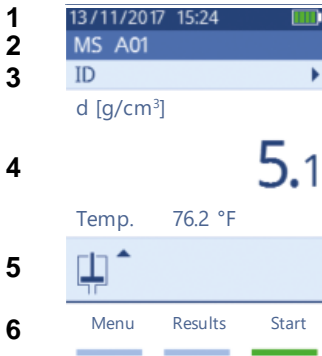 1 13/11/2017 15:24
2 MS A01
3 ID
d [g/cm³]
4 5.1
Temp. 76.2 °F
5
6 Menu Results Start